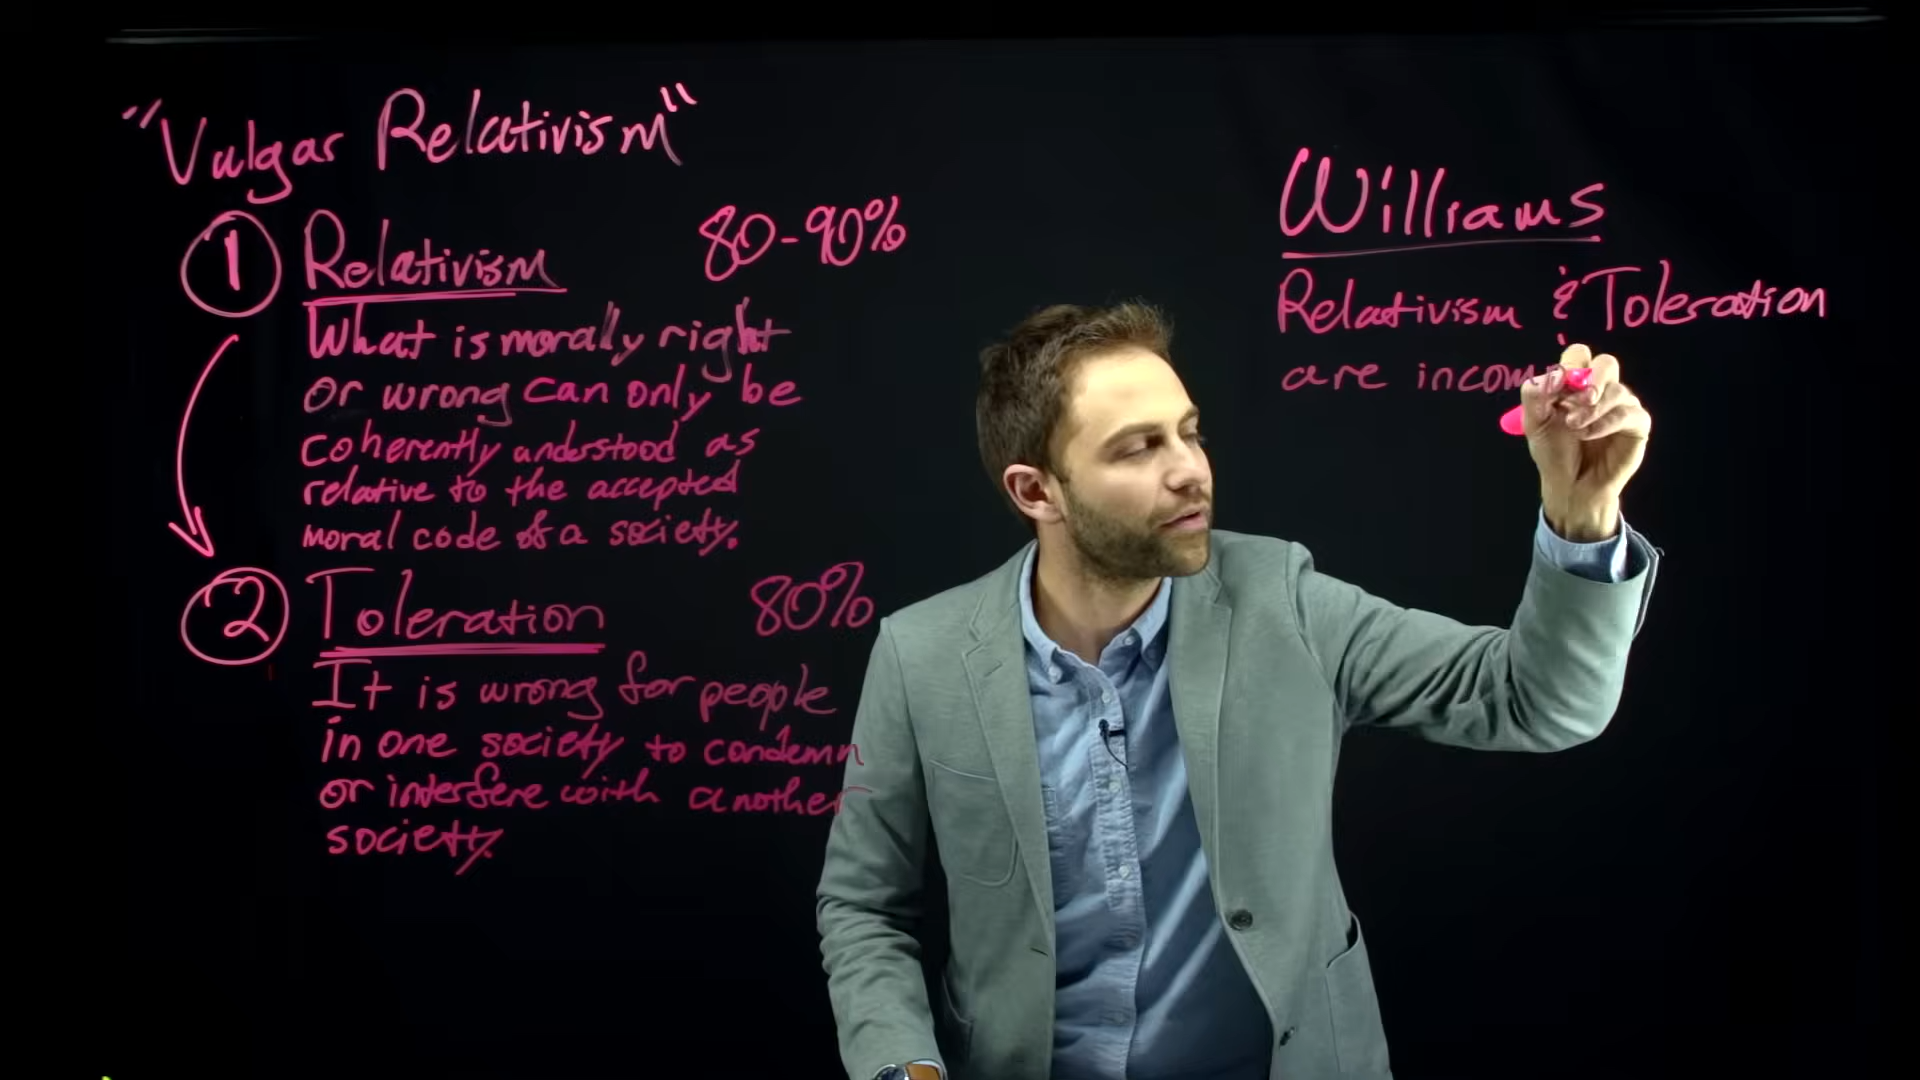 "Vulgar Relativism"
1 Relativism 80-90%
What is morally right
or wrong can only be
coherently understood as
relative to the accepted
moral code of a society.
2 Toleration 80%
It is wrong for people
in one society to condemn
or interfere with another
society.
Williams
Relativism & Toleration
are incom